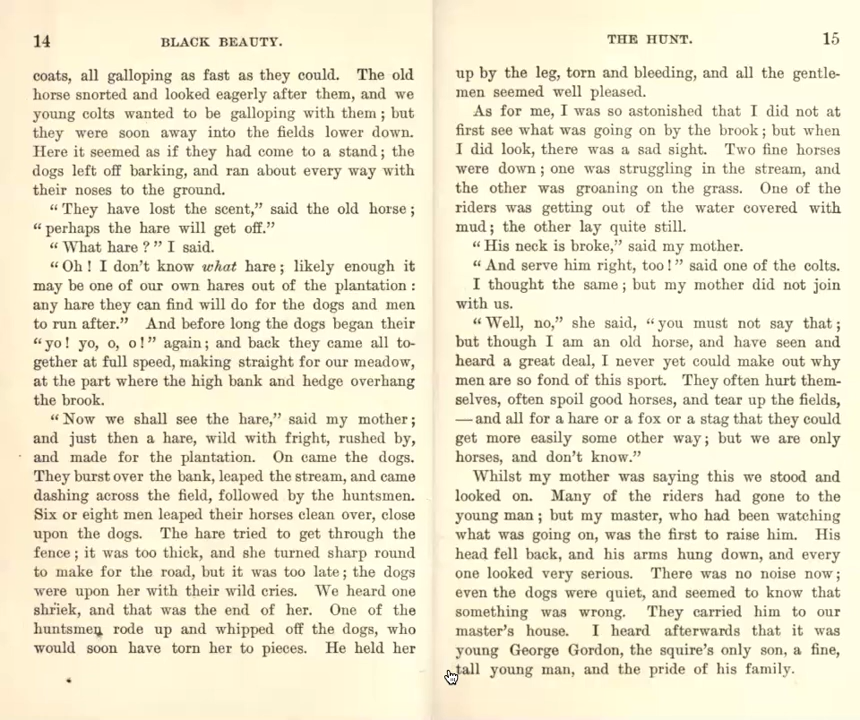 14
BLACK BEAUTY.
coats, all galloping as fast as they could. The old
horse snorted and looked eagerly after them, and we
young colts wanted to be galloping with them; but
they were soon away into the fields lower down.
Here it seemed as if they had come to a stand; the
dogs left off barking, and ran about every way with
their noses to the ground.
“They have lost the scent,” said the old horse;
“perhaps the hare will get off.”
“What hare?” I said.
“Oh! I don’t know what hare; likely enough it
may be one of our own hares out of the plantation:
any hare they can find will do for the dogs and men
to run after.” And before long the dogs began their
“yo! yo, o, o!” again; and back they came all to-
gether at full speed, making straight for our meadow,
at the part where the high bank and hedge overhang
the brook.
“Now we shall see the hare,” said my mother;
and just then a hare, wild with fright, rushed by,
and made for the plantation. On came the dogs.
They burst over the bank, leaped the stream, and came
dashing across the field, followed by the huntsmen.
Six or eight men leaped their horses clean over, close
upon the dogs. The hare tried to get through the
fence; it was too thick, and she turned sharp round
to make for the road, but it was too late; the dogs
were upon her with their wild cries. We heard one
shriek, and that was the end of her. One of the
huntsmen rode up and whipped off the dogs, who
would soon have torn her to pieces. He held her
THE HUNT.
15
up by the leg, torn and bleeding, and all the gentle-
men seemed well pleased.
As for me, I was so astonished that I did not at
first see what was going on by the brook; but when
I did look, there was a sad sight. Two fine horses
were down; one was struggling in the stream, and
the other was groaning on the grass. One of the
riders was getting out of the water covered with
mud; the other lay quite still.
“His neck is broke,” said my mother.
“And serve him right, too!” said one of the colts.
I thought the same; but my mother did not join
with us.
“Well, no,” she said, “you must not say that;
but though I am an old horse, and have seen and
heard a great deal, I never yet could make out why
men are so fond of this sport. They often hurt them-
selves, often spoil good horses, and tear up the fields,
—and all for a hare or a fox or a stag that they could
get more easily some other way; but we are only
horses, and don’t know.”
Whilst my mother was saying this we stood and
looked on. Many of the riders had gone to the
young man; but my master, who had been watching
what was going on, was the first to raise him. His
head fell back, and his arms hung down, and every
one looked very serious. There was no noise now;
even the dogs were quiet, and seemed to know that
something was wrong. They carried him to our
master’s house. I heard afterwards that it was
young George Gordon, the squire’s only son, a fine,
tall young man, and the pride of his family.